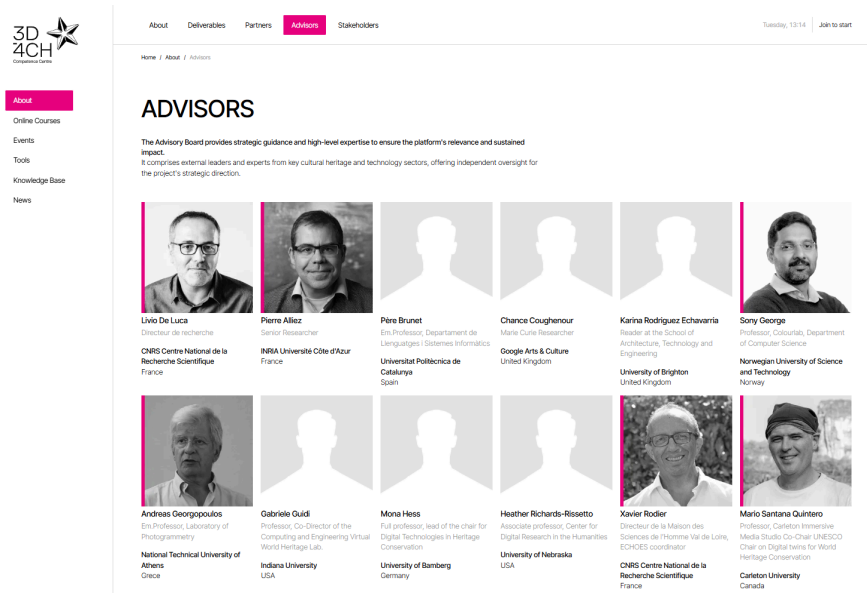 3D
4CH
Competence Centre
About
Deliverables
Partners
Advisors
Stakeholders
Tuesday, 13:14
Join to start
Home / About / Advisors
About
Online Courses
Events
Tools
Knowledge Base
News
ADVISORS
The Advisory Board provides strategic guidance and high-level expertise to ensure the platform's relevance and sustained
impact.
It comprises external leaders and experts from key cultural heritage and technology sectors, offering independent oversight for
the project's strategic direction.
Livio De Luca
Directeur de recherche
CNRS Centre National de la
Recherche Scientifique
France
Pierre Alliez
Senior Researcher
INRIA Université Côte d'Azur
France
Père Brunet
Em.Professor, Departament de
Llenguatges i Sistemes Informàtics
Universitat Politècnica de
Catalunya
Spain
Chance Coughenour
Marie Curie Researcher
Google Arts & Culture
United Kingdom
Karina Rodriguez Echavarria
Reader at the School of
Architecture, Technology and
Engineering
University of Brighton
United Kingdom
Sony George
Professor, Colourlab, Department
of Computer Science
Norwegian University of Science
and Technology
Norway
Andreas Georgopoulos
Em.Professor, Laboratory of
Photogrammetry
National Technical University of
Athens
Grece
Gabriele Guidi
Professor, Co-Director of the
Computing and Engineering Virtual
World Heritage Lab.
Indiana University
USA
Mona Hess
Full professor, lead of the chair for
Digital Technologies in Heritage
Conservation
University of Bamberg
Germany
Heather Richards-Rissetto
Associate professor, Center for
Digital Research in the Humanities
University of Nebraska
USA
Xavier Rodier
Directeur de la Maison des
Sciences de l'Homme Val de Loire,
ECHOES coordinator
CNRS Centre National de la
Recherche Scientifique
France
Mario Santana Quintero
Professor, Carleton Immersive
Media Studio Co-Chair UNESCO
Chair on Digital twins for World
Heritage Conservation
Carleton University
Canada